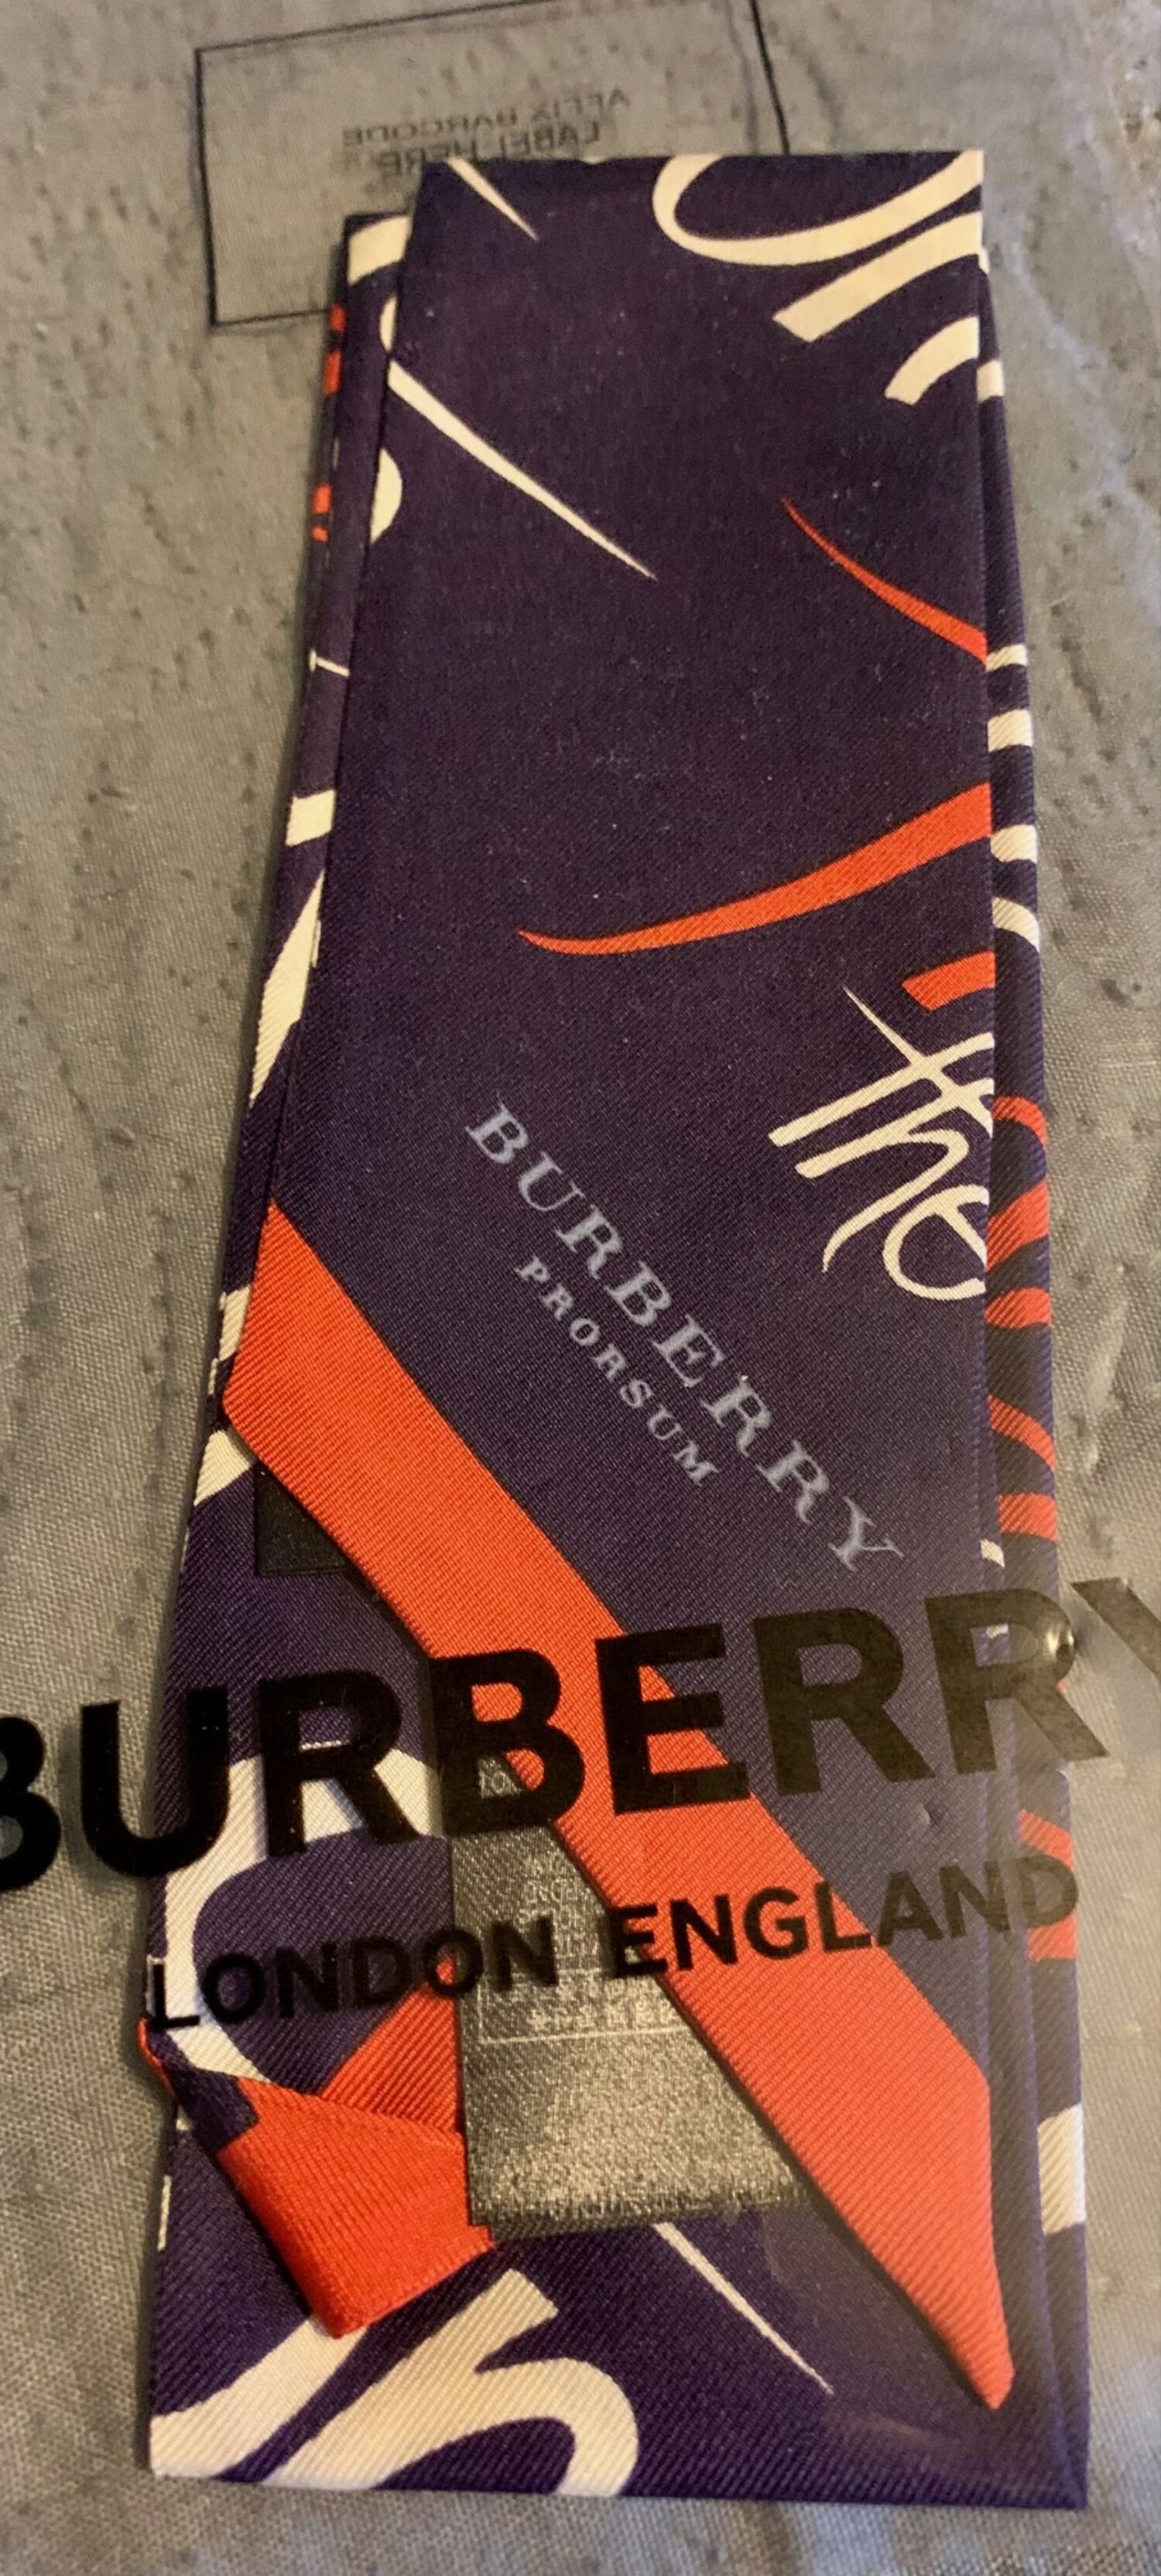 AFFIX BARCODE
LABEL HERE
the
BURBERRY
PRORSUM
BURBERRY
LONDON ENGLAND